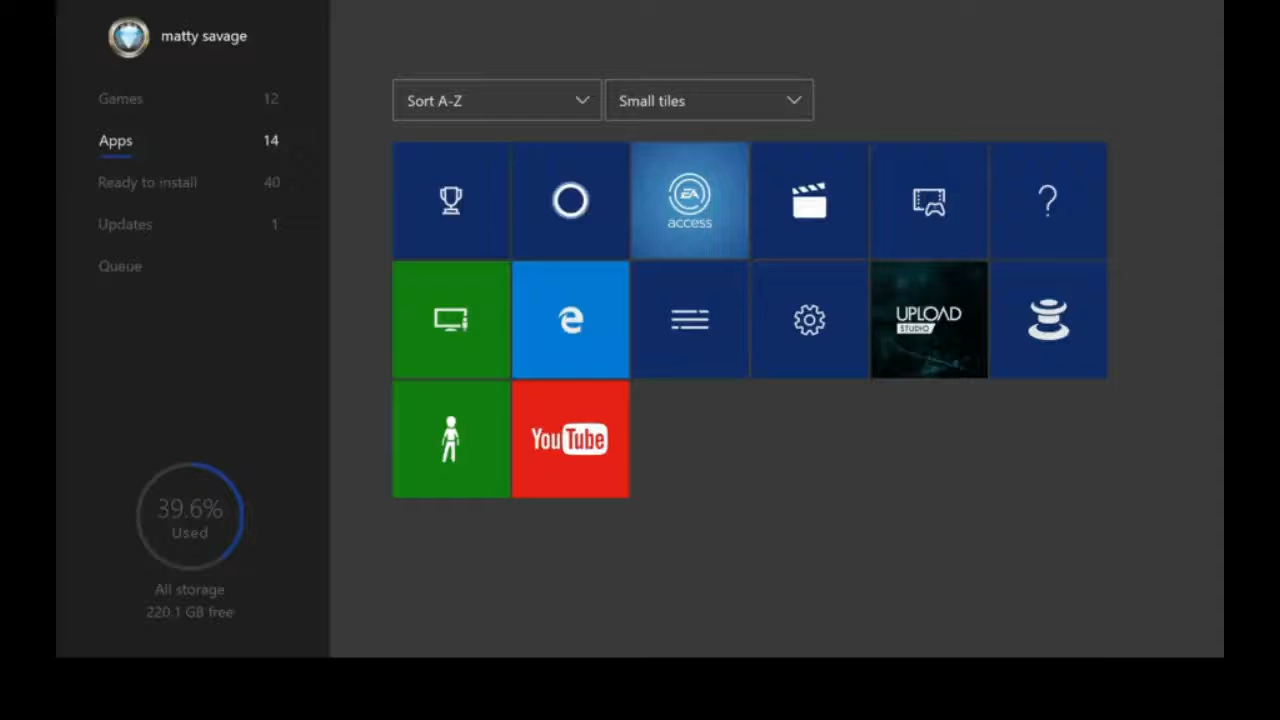 matty savage
Games 12
Apps 14
Ready to install 40
Updates 1
Queue
39.6%
Used
All storage
220.1 GB free
Sort A-Z
Small tiles
EA
access
?
UPLOAD
STUDIO
YouTube